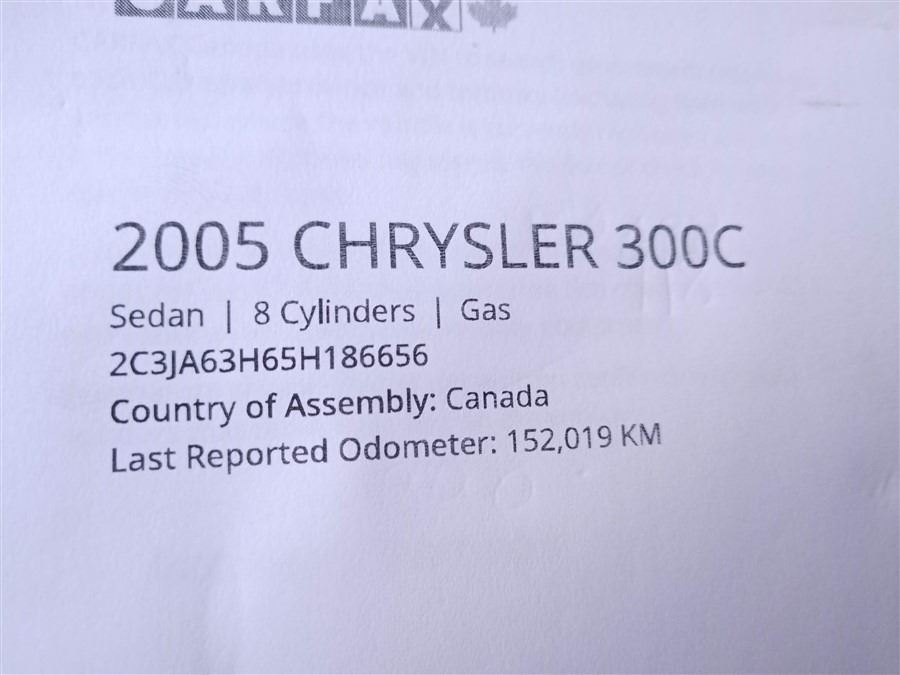 CARFAX
2005 CHRYSLER 300C
Sedan | 8 Cylinders | Gas
2C3JA63H65H186656
Country of Assembly: Canada
Last Reported Odometer: 152,019 KM